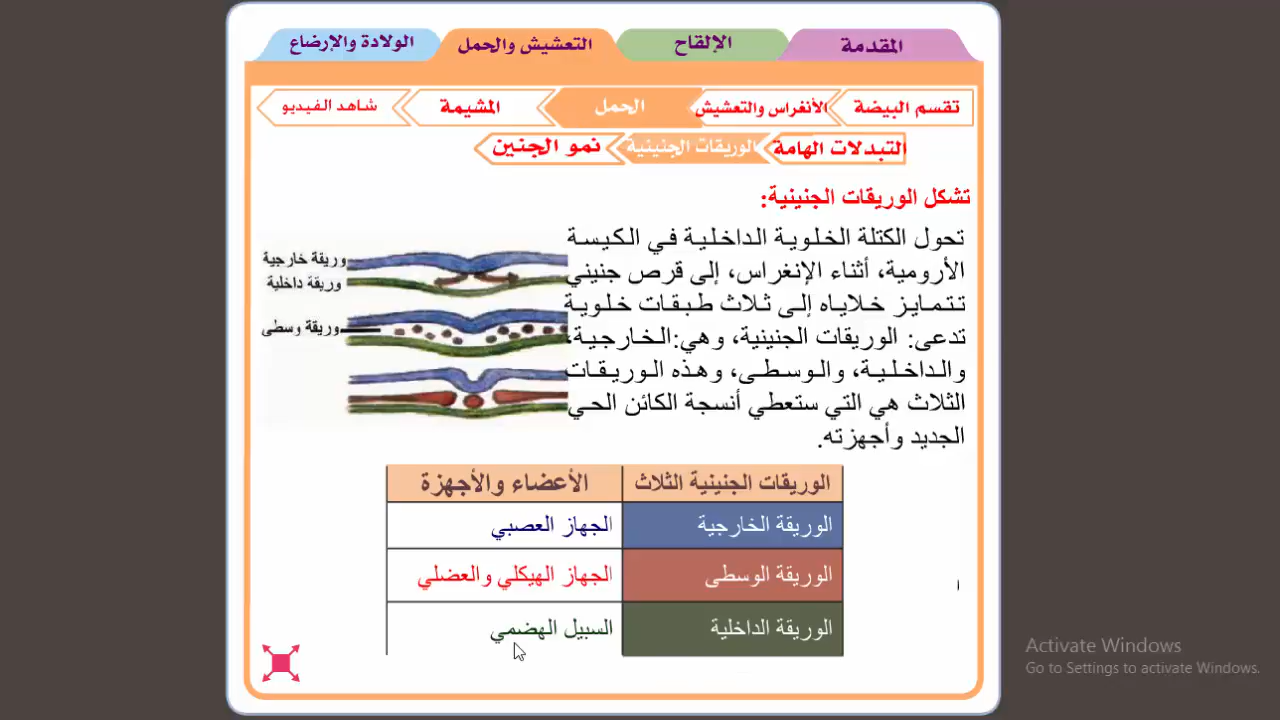 المقدمة
الإلقاح
التعشيش والحمل
الولادة والإرضاع
تقسم البيضة
الأنغراس والتعشيش
الحمل
المشيمة
شاهد الفيديو
التبدلات الهامة
الوريقات الجنينية
نمو الجنين
تشكل الوريقات الجنينية:
تحول الكتلة الخلوية الداخلية في الكيسة
الأرومية، أثناء الإنغراس، إلى قرص جنيني
تتمايز خلاياه إلى ثلاث طبقات خلوية
تدعى: الوريقات الجنينية، وهي:الخارجية،
والداخلية، والوسطى، وهذه الوريقات
الثلاث هي التي ستعطي أنسجة الكائن الحي
الجديد وأجهزته.
وريقة خارجية
وريقة داخلية
وريقة وسطى
الوريقات الجنينية الثلاث
الأعضاء والأجهزة
الوريقة الخارجية
الجهاز العصبي
الوريقة الوسطى
الجهاز الهيكلي والعضلي
الوريقة الداخلية
السبيل الهضمي
Activate Windows
Go to Settings to activate Windows.